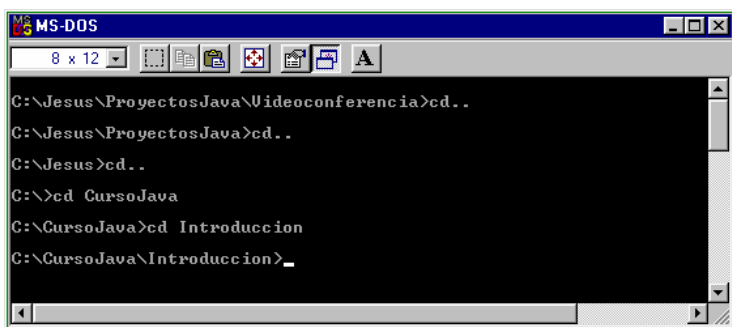 MS-DOS
8 x 12 A
C:\Jesus\ProyectosJava\Videoconferencia>cd..
C:\Jesus\ProyectosJava>cd..
C:\Jesus>cd..
C:\>cd CursoJava
C:\CursoJava>cd Introduccion
C:\CursoJava\Introduccion>_